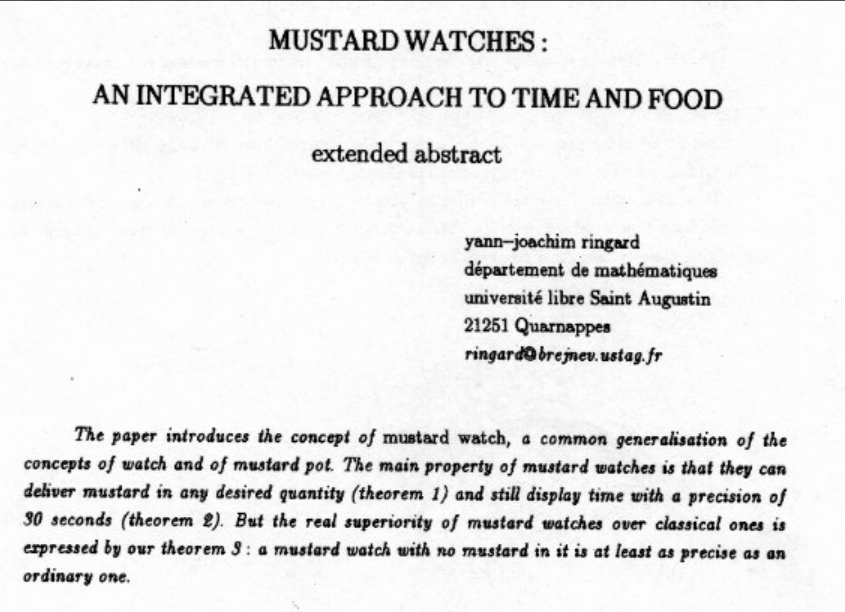 MUSTARD WATCHES :
AN INTEGRATED APPROACH TO TIME AND FOOD
extended abstract
yann–joachim ringard
département de mathématiques
université libre Saint Augustin
21251 Quarnappes
ringard@brejnev.ustag.fr
The paper introduces the concept of mustard watch, a common generalisation of the
concepts of watch and of mustard pot. The main property of mustard watches is that they can
deliver mustard in any desired quantity (theorem 1) and still display time with a precision of
30 seconds (theorem 2). But the real superiority of mustard watches over classical ones is
expressed by our theorem 3 : a mustard watch with no mustard in it is at least as precise as an
ordinary one.